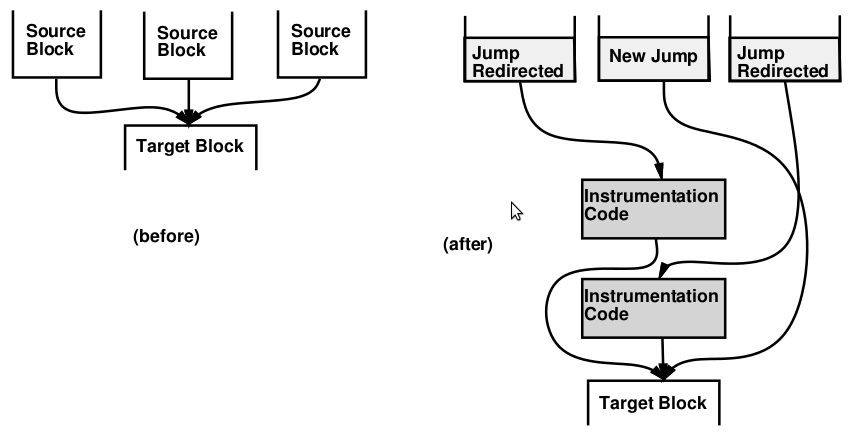 Source
Block
Source
Block
Source
Block
Target Block
(before)
Jump
Redirected
New Jump
Jump
Redirected
Instrumentation
Code
(after)
Instrumentation
Code
Target Block